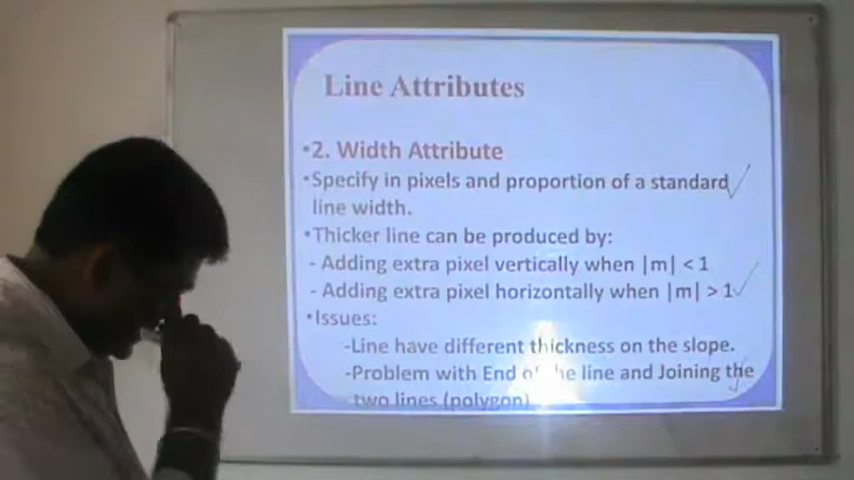 Line Attributes
•2. Width Attribute
•Specify in pixels and proportion of a standard
line width.
•Thicker line can be produced by:
- Adding extra pixel vertically when |m| < 1
- Adding extra pixel horizontally when |m| > 1
•Issues:
-Line have different thickness on the slope.
-Problem with End of the line and Joining the
two lines (polygon)